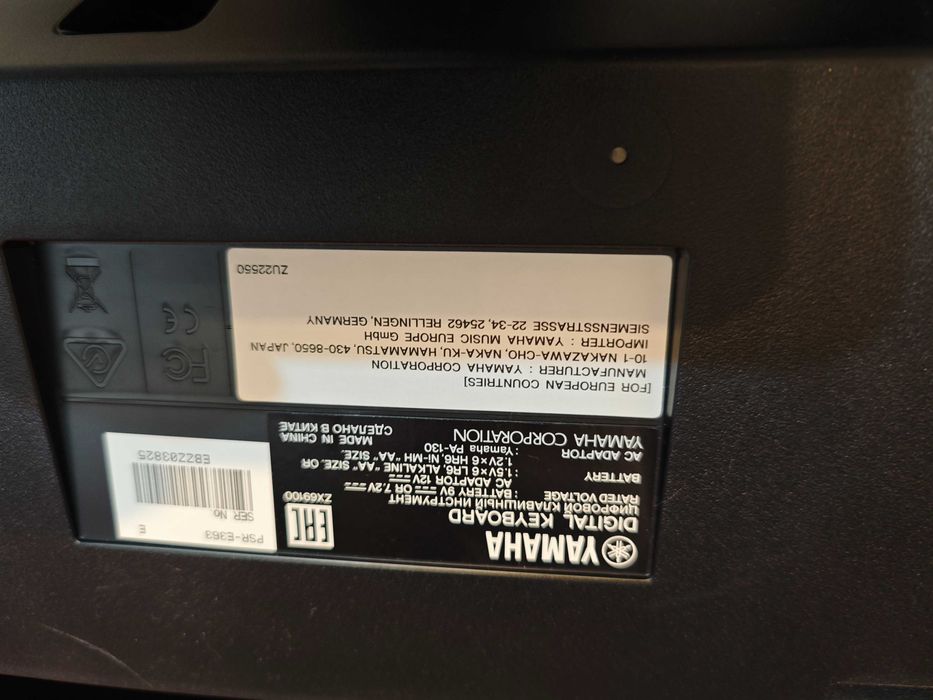 YAMAHA
DIGITAL KEYBOARD
ЦИФРОВОЙ КЛАВИШНЫЙ ИНСТРУМЕНТ
RATED VOLTAGE : BATTERY 9V OR 7.2V
AC ADAPTOR 12V
BATTERY : 1.5V×6 LR6, ALKALINE "AA" SIZE, OR
1.2V×6 HR6, Ni-MH "AA" SIZE.
AC ADAPTOR : Yamaha PA-130
YAMAHA CORPORATION
MADE IN CHINA
СДЕЛАНО В КИТАЕ
EAC
ZX69100
PSR-E363 E
SER No.
EBZZ03825
[FOR EUROPEAN COUNTRIES]
MANUFACTURER : YAMAHA CORPORATION
10-1 NAKAZAWA-CHO, NAKA-KU, HAMAMATSU, 430-8650, JAPAN
IMPORTER : YAMAHA MUSIC EUROPE GmbH
SIEMENSSTRASSE 22-34, 25462 RELLINGEN, GERMANY
ZU22550
FC
CE